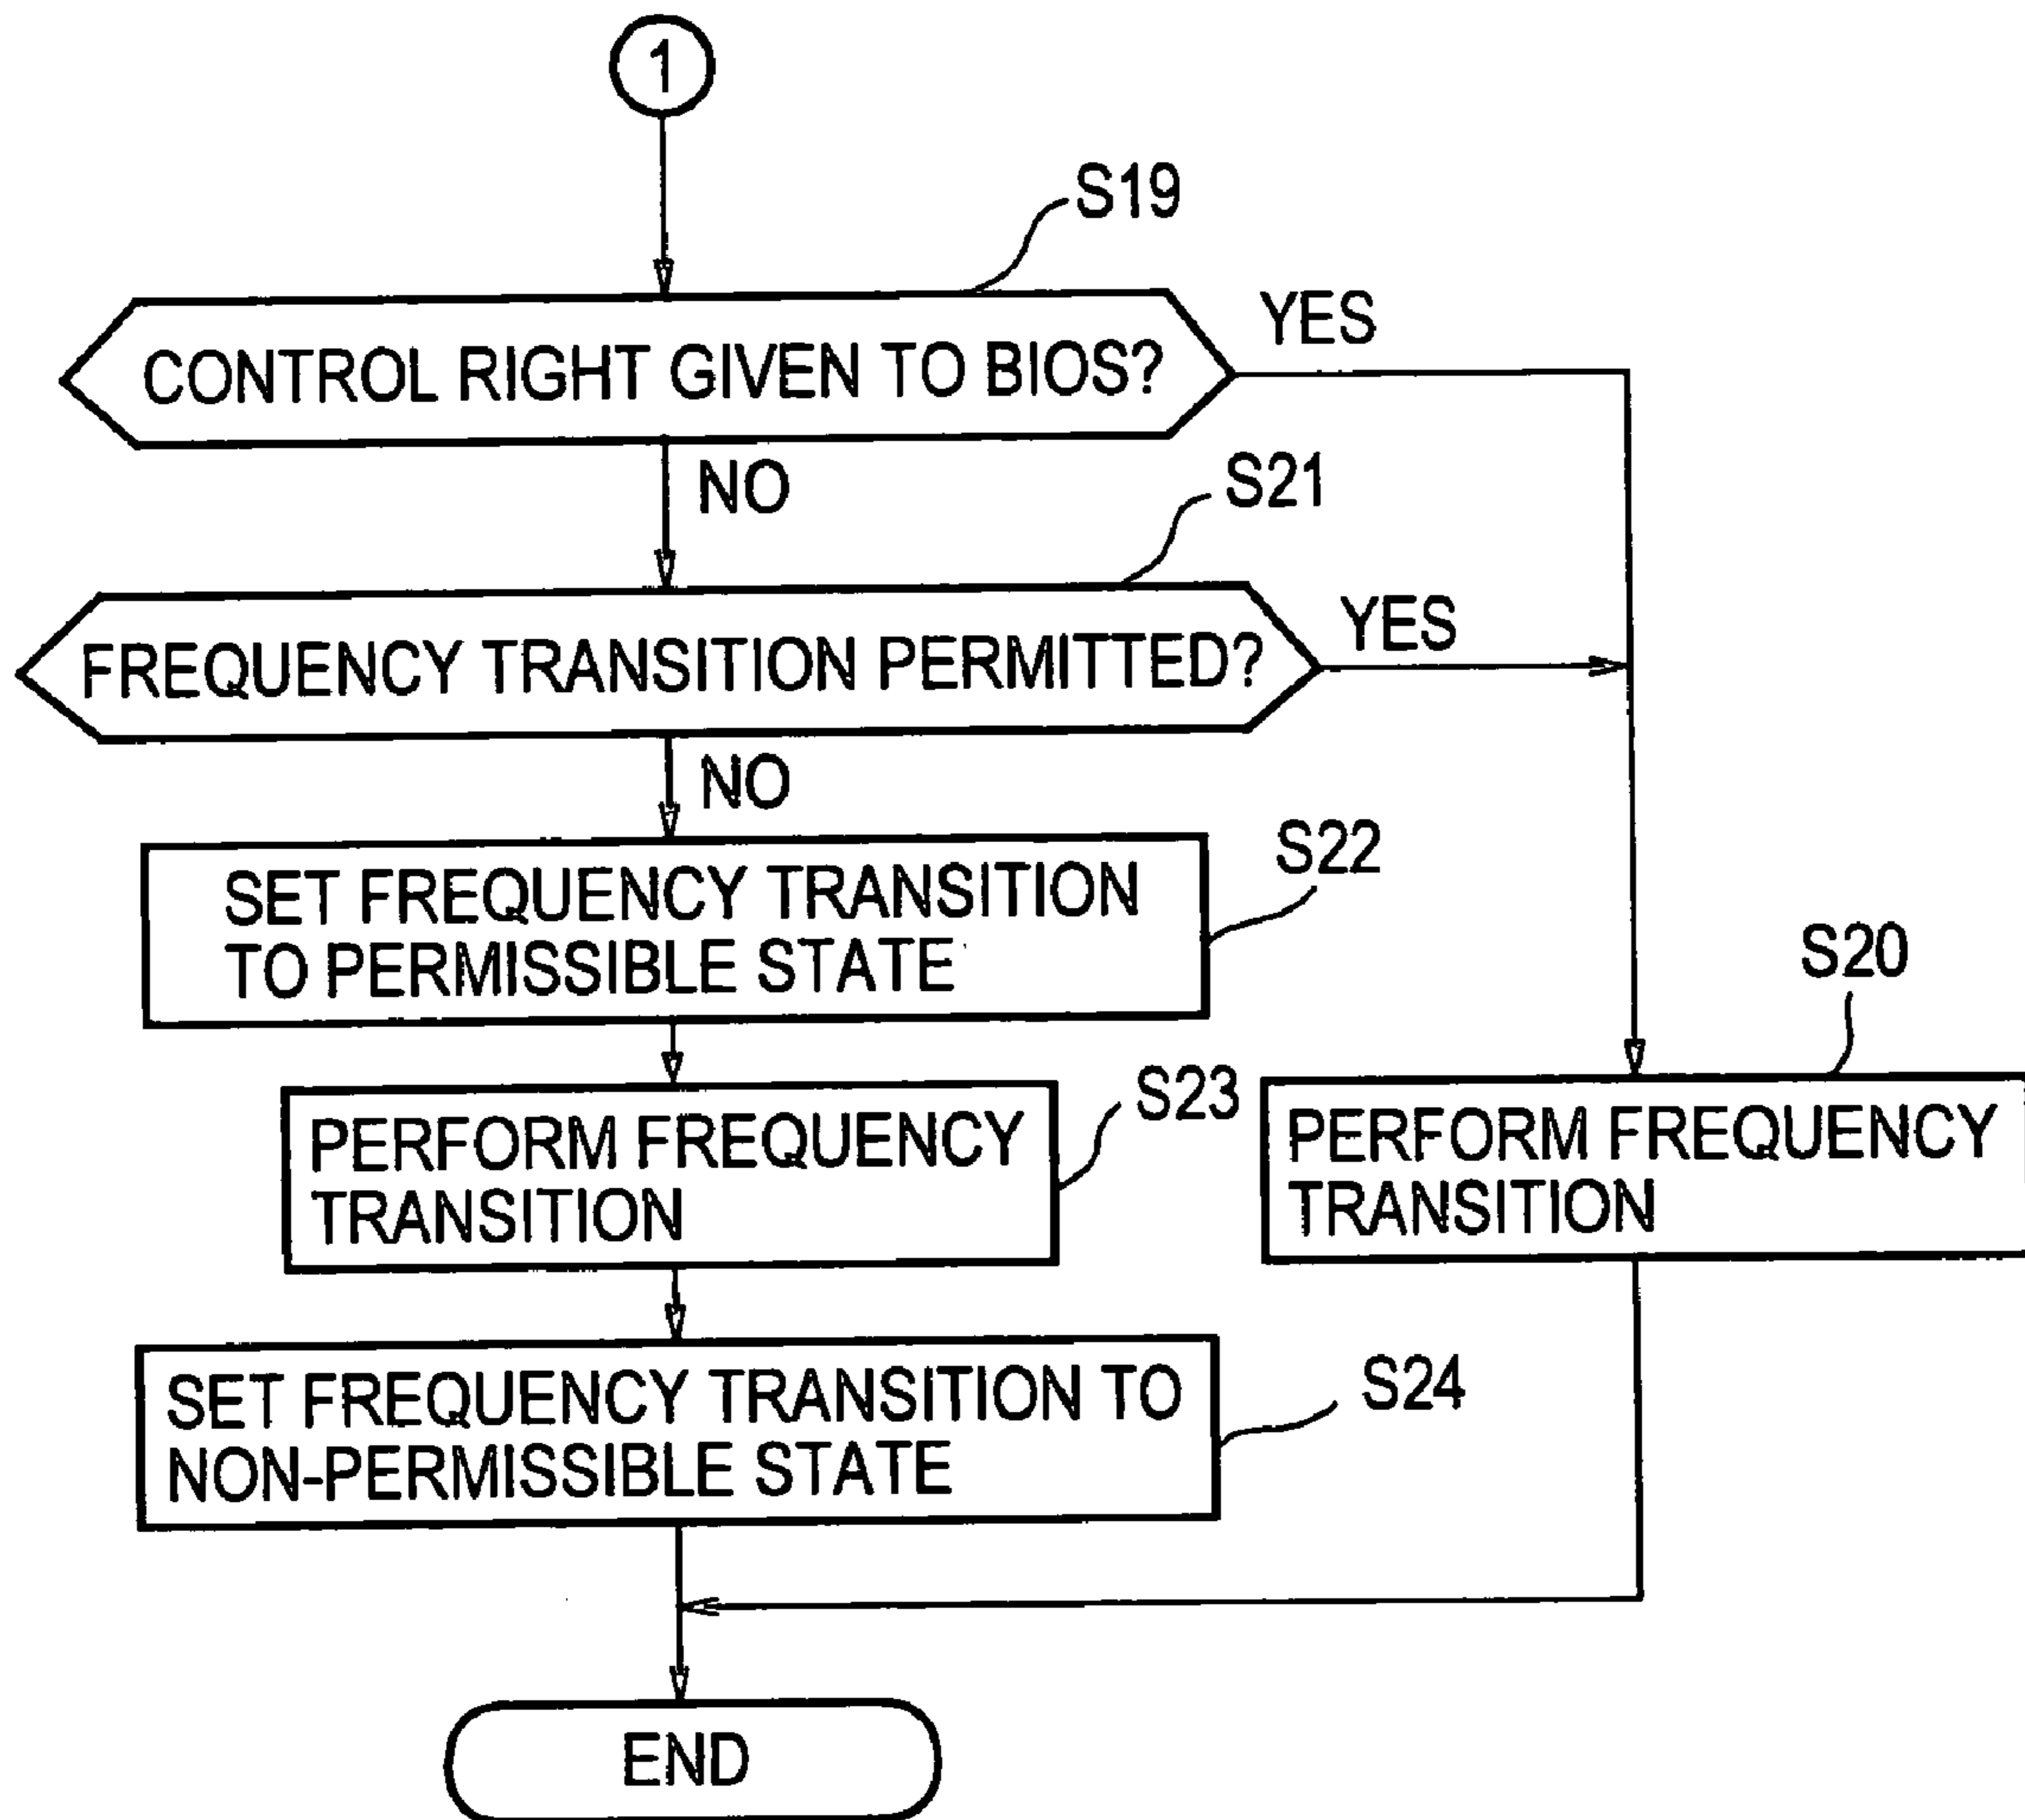 1
S19
CONTROL RIGHT GIVEN TO BIOS?
YES
NO
S21
FREQUENCY TRANSITION PERMITTED?
YES
NO
S22
SET FREQUENCY TRANSITION
TO PERMISSIBLE STATE
S23
PERFORM FREQUENCY
TRANSITION
S20
PERFORM FREQUENCY
TRANSITION
S24
SET FREQUENCY TRANSITION TO
NON-PERMISSIBLE STATE
END